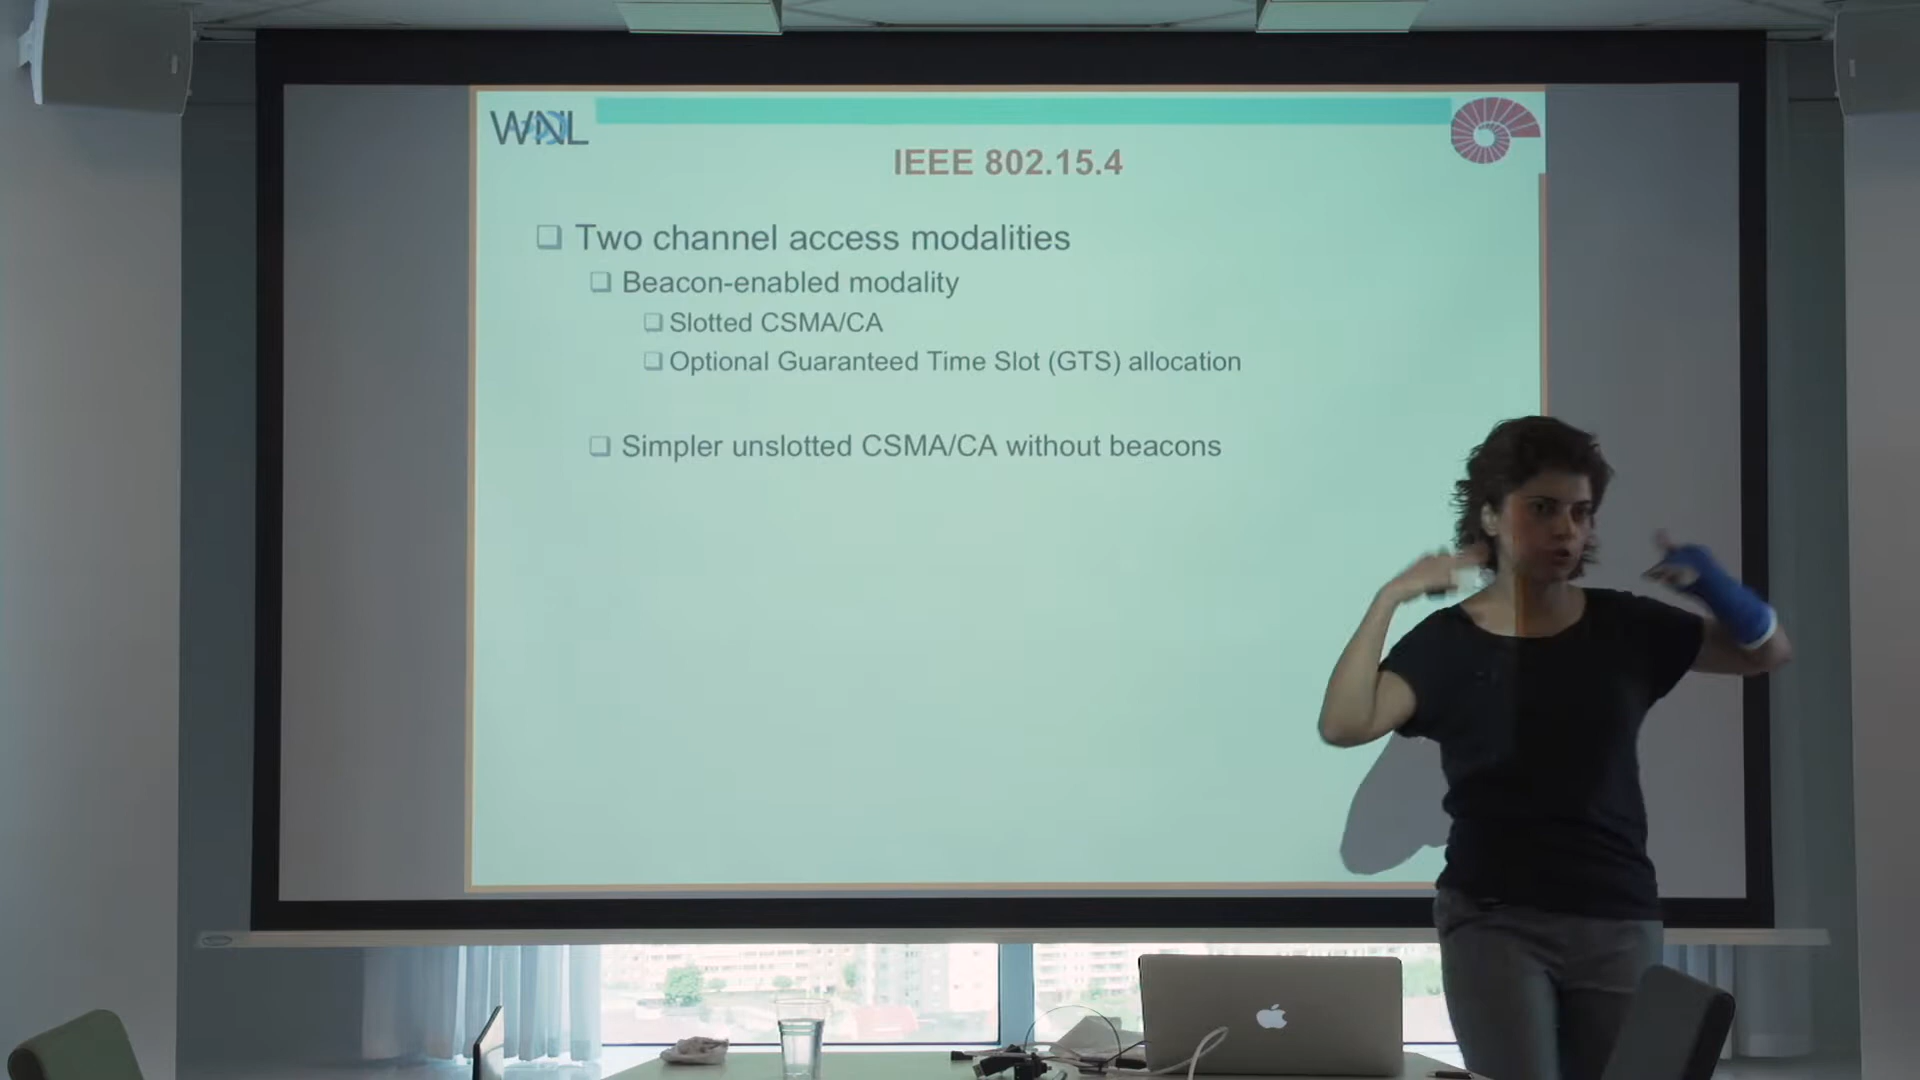 WNL
IEEE 802.15.4
Two channel access modalities
Beacon-enabled modality
Slotted CSMA/CA
Optional Guaranteed Time Slot (GTS) allocation
Simpler unslotted CSMA/CA without beacons